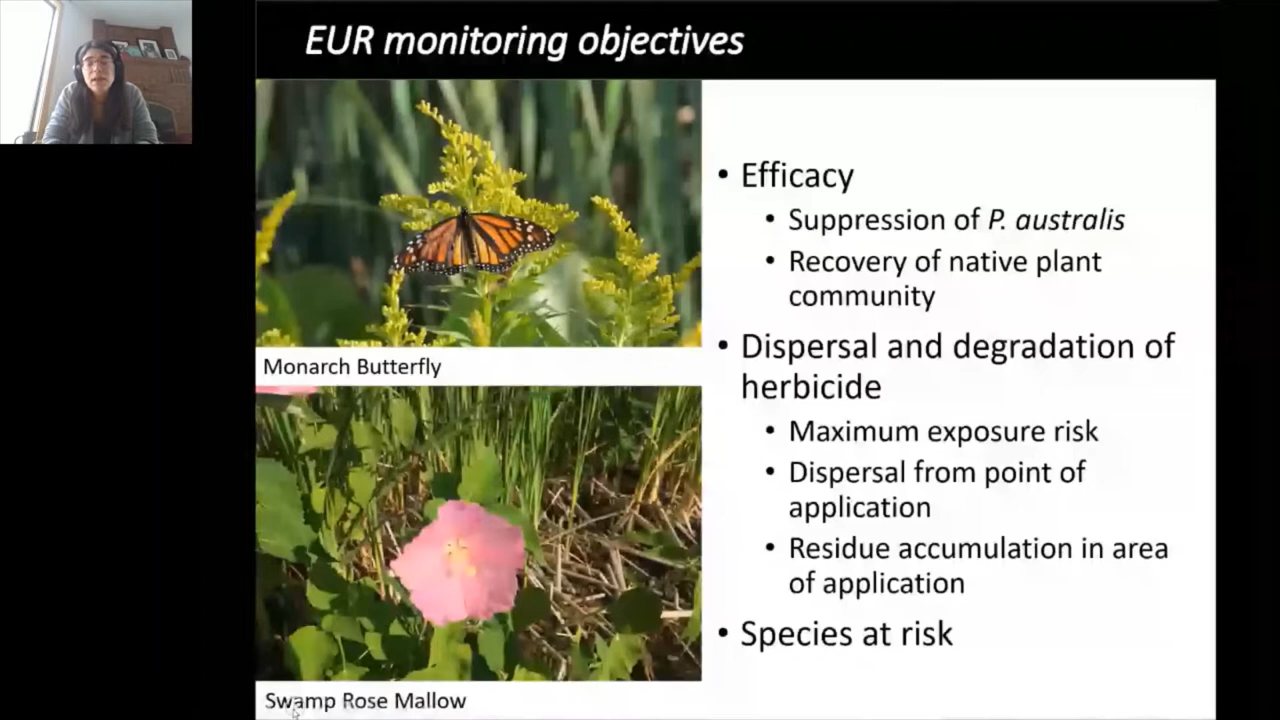 EUR monitoring objectives
Monarch Butterfly
Swamp Rose Mallow
• Efficacy
• Suppression of P. australis
• Recovery of native plant
community
• Dispersal and degradation of
herbicide
• Maximum exposure risk
• Dispersal from point of
application
• Residue accumulation in area
of application
• Species at risk